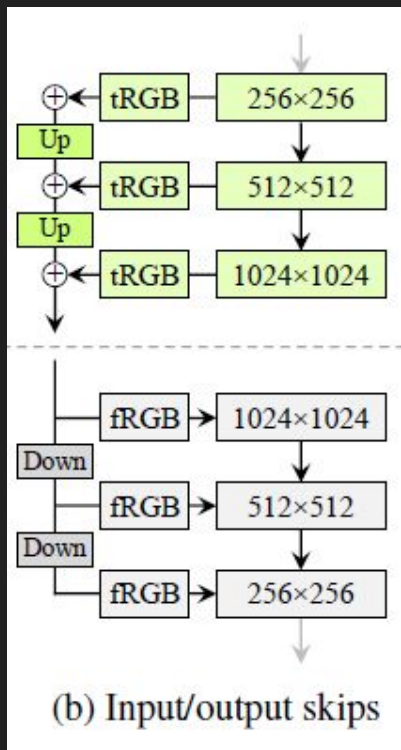 tRGB 256×256
Up
tRGB 512×512
Up
tRGB 1024×1024
fRGB 1024×1024
Down
fRGB 512×512
Down
fRGB 256×256
(b) Input/output skips